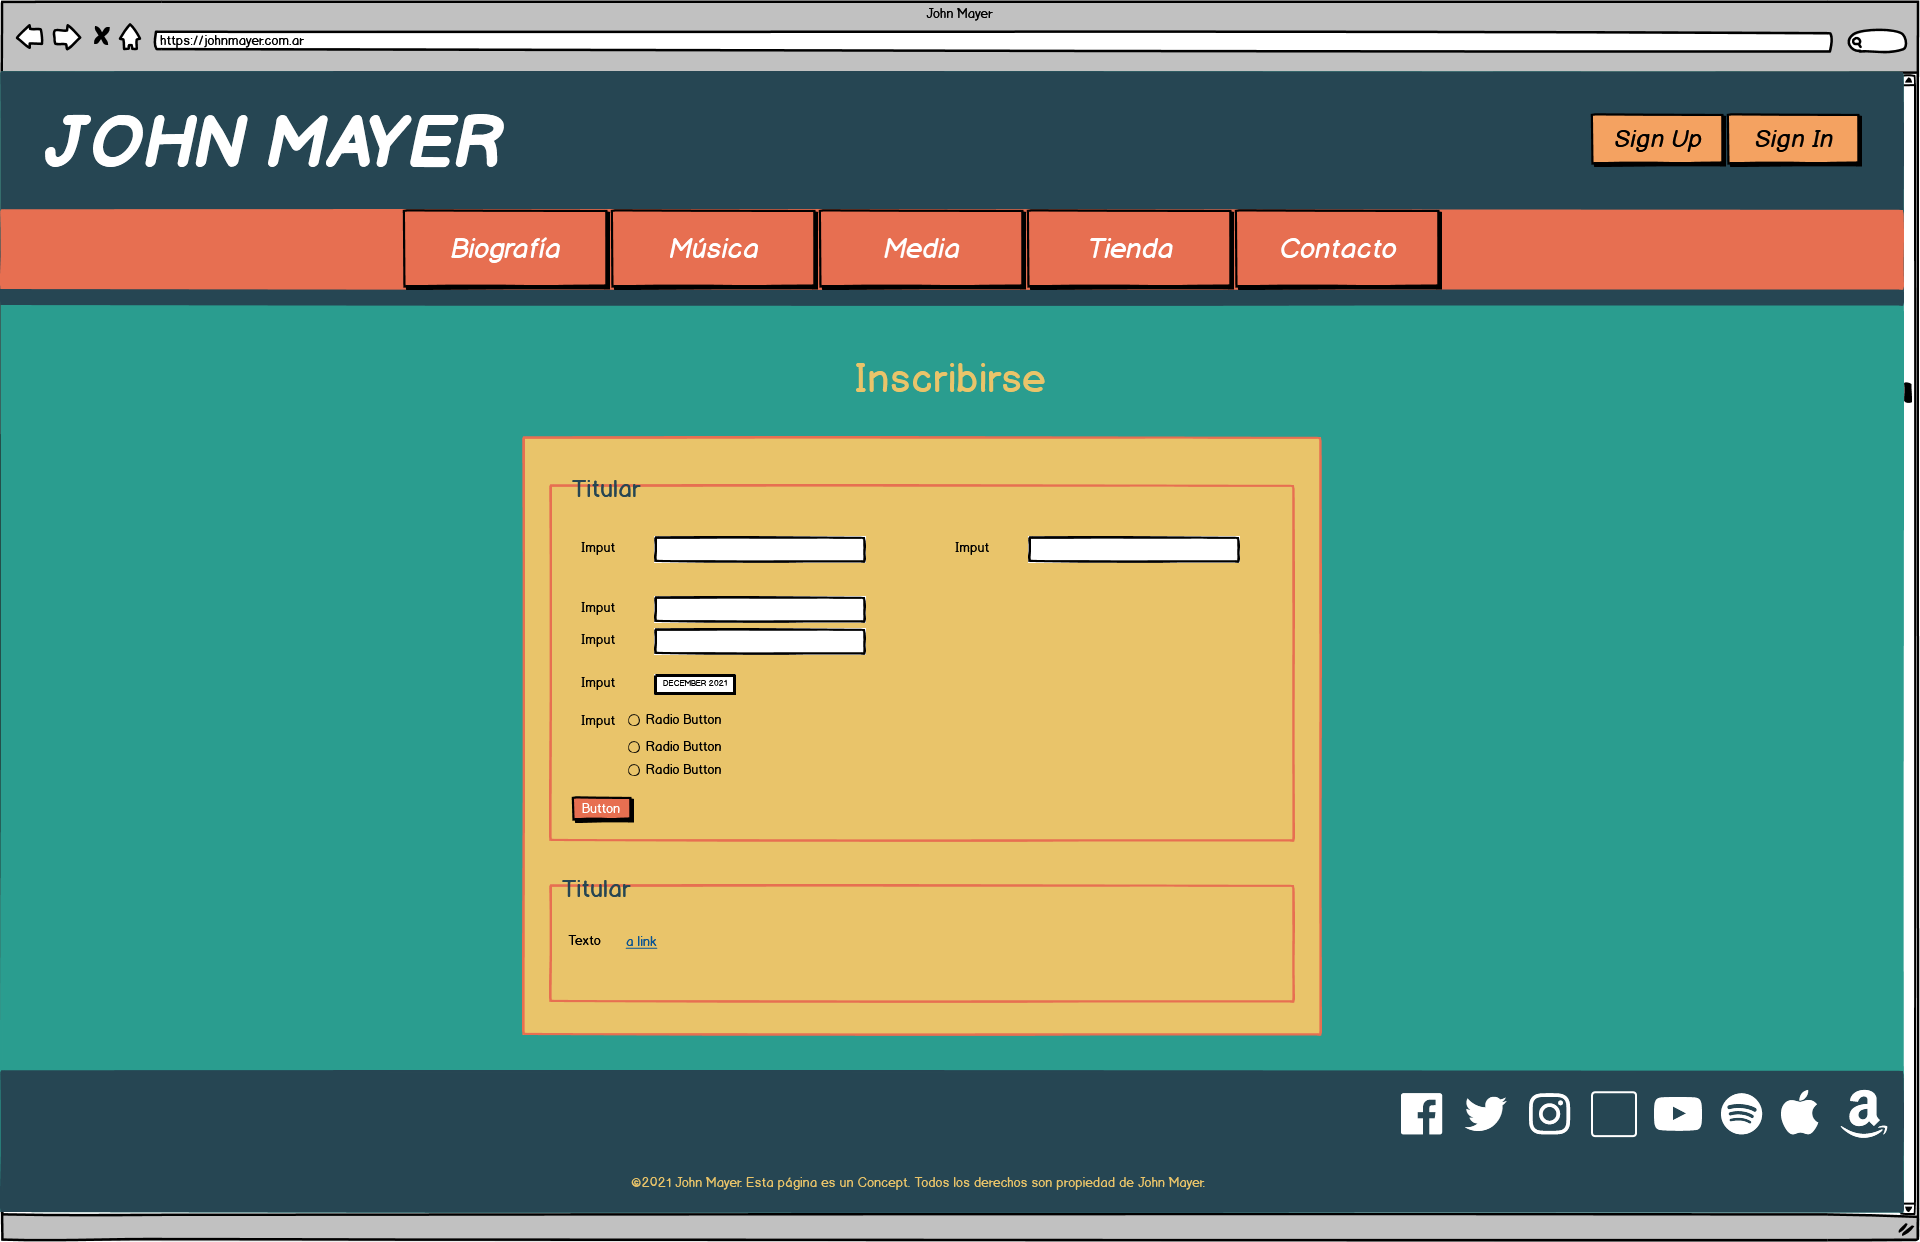 John Mayer
https://johnmayer.com.ar
JOHN MAYER
Sign Up
Sign In
Biografía
Música
Media
Tienda
Contacto
Inscribirse
Titular
Imput
Imput
Imput
Imput
Imput
DECEMBER 2021
Imput
Radio Button
Radio Button
Radio Button
Button
Titular
Texto
a link
©2021 John Mayer. Esta página es un Concept. Todos los derechos son propiedad de John Mayer.